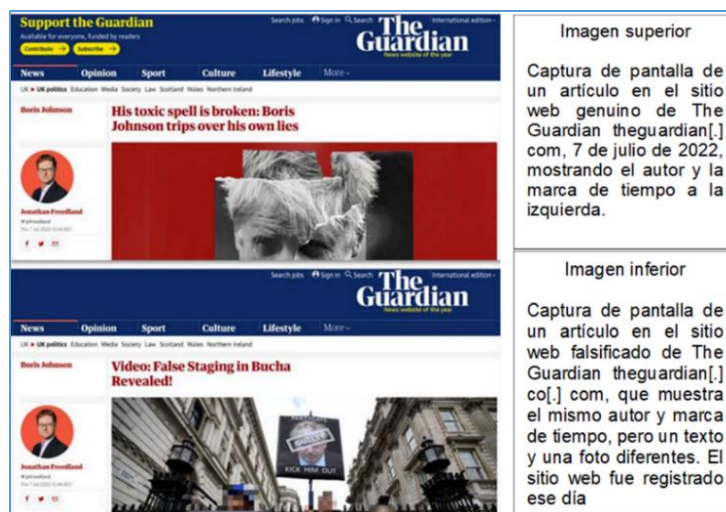 Support the Guardian
Available for everyone, funded by readers
Contribute → Subscribe →
Search jobs Sign in Search International edition
The Guardian
News website of the year
News Opinion Sport Culture Lifestyle More
UK UK politics Education Media Society Law Scotland Wales Northern Ireland
Boris Johnson
His toxic spell is broken: Boris
Johnson trips over his own lies
Jonathan Freedland
Imagen superior
Captura de pantalla de
un artículo en el sitio
web genuino de The
Guardian theguardian[.]
com, 7 de julio de 2022,
mostrando el autor y la
marca de tiempo a la
izquierda.
Search jobs Sign in Search International edition
The Guardian
News website of the year
News Opinion Sport Culture Lifestyle More
UK UK politics Education Media Society Law Scotland Wales Northern Ireland
Boris Johnson
Video: False Staging in Bucha
Revealed!
Jonathan Freedland
GUILTY
KICK HIM OUT
Imagen inferior
Captura de pantalla de
un artículo en el sitio
web falsificado de The
Guardian theguardian[.]
co[.] com, que muestra
el mismo autor y marca
de tiempo, pero un texto
y una foto diferentes. El
sitio web fue registrado
ese día